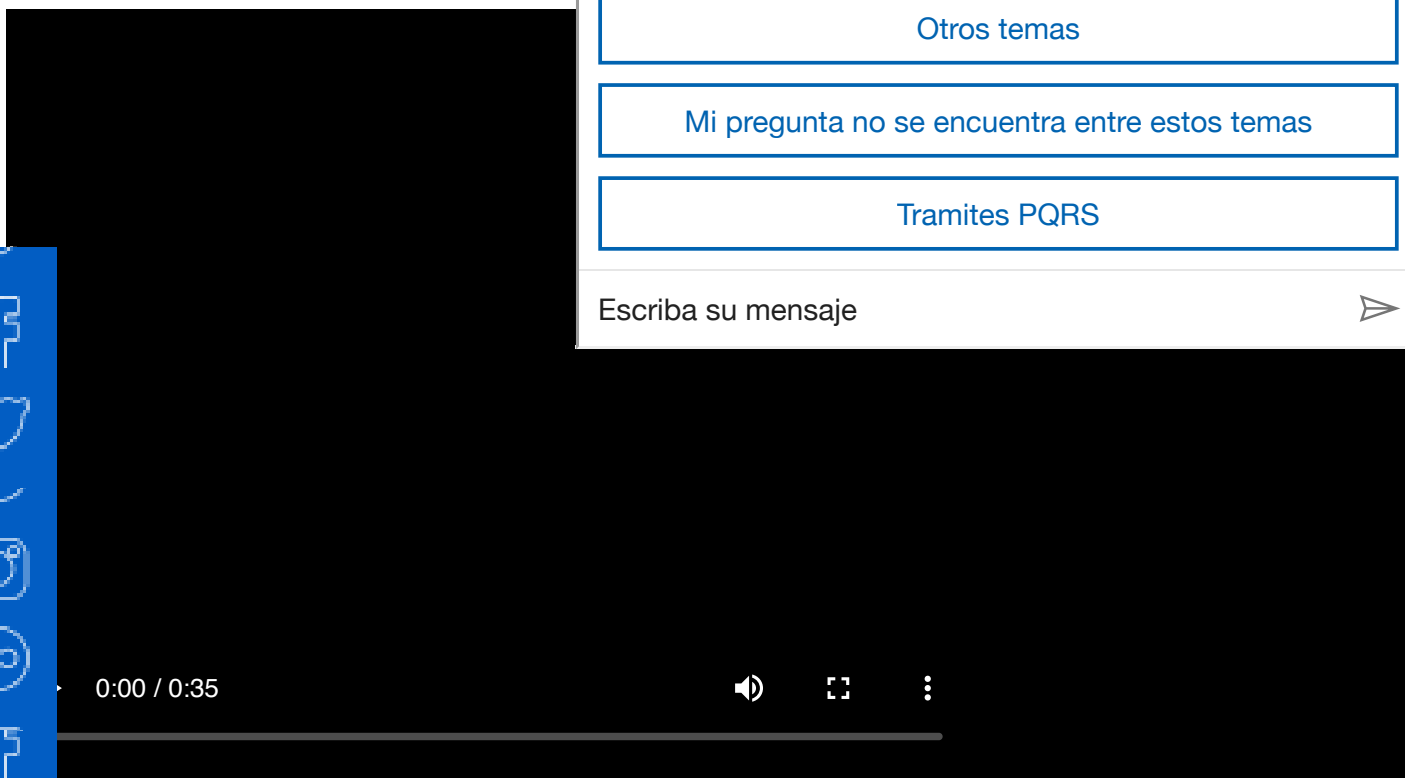 Otros temas
Mi pregunta no se encuentra entre estos temas
Tramites PQRS
Escriba su mensaje
0:00 / 0:35